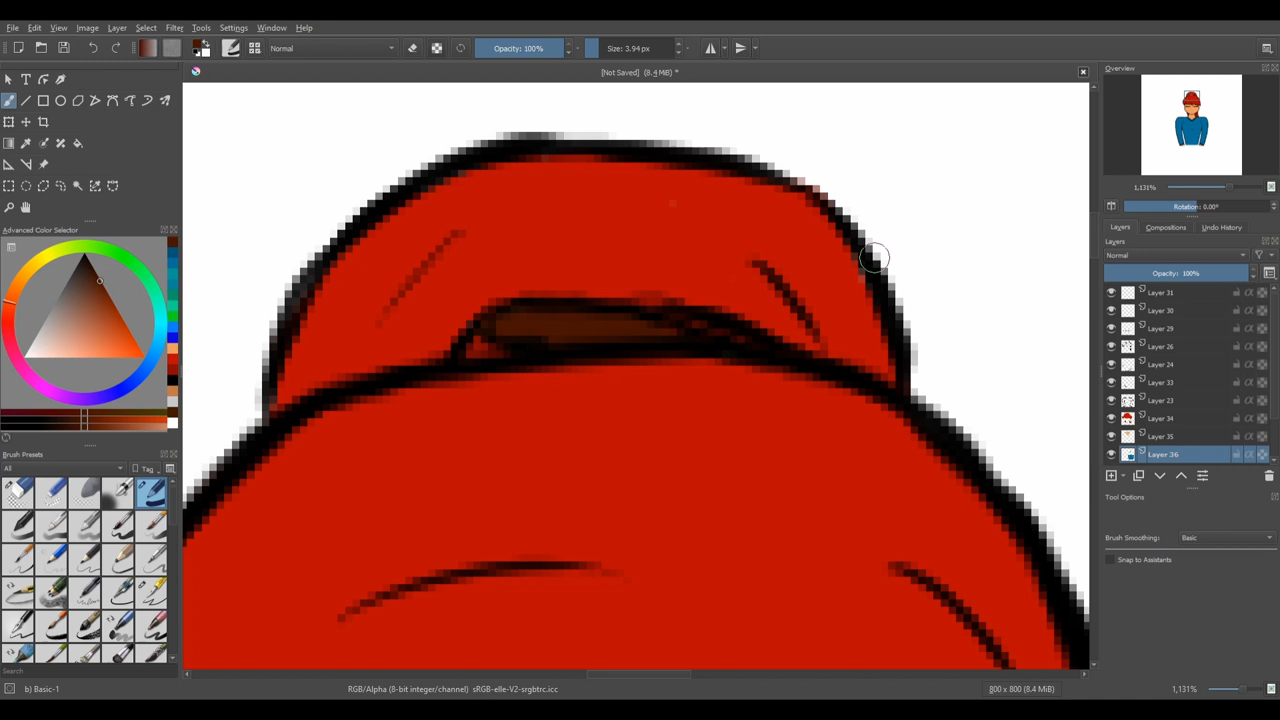 File Edit View Image Layer Select Filter Tools Settings Window Help
Normal Opacity: 100% Size: 3.94 px
[Not Saved] (8.4 MiB) *
Overview
1,131%
Rotation: 0.00°
Advanced Color Selector
Layers Compositions Undo History
Layers
Normal
Opacity: 100%
Layer 31
Layer 30
Layer 29
Layer 26
Layer 24
Layer 33
Layer 23
Layer 34
Layer 35
Layer 36
Brush Presets
All Tag
Tool Options
Brush Smoothing: Basic
Snap to Assistants
Search
b) Basic-1 RGB/Alpha (8-bit integer/channel) sRGB-elle-V2-srgbtrc.icc 800 x 800 (8.4 MiB) 1,131%